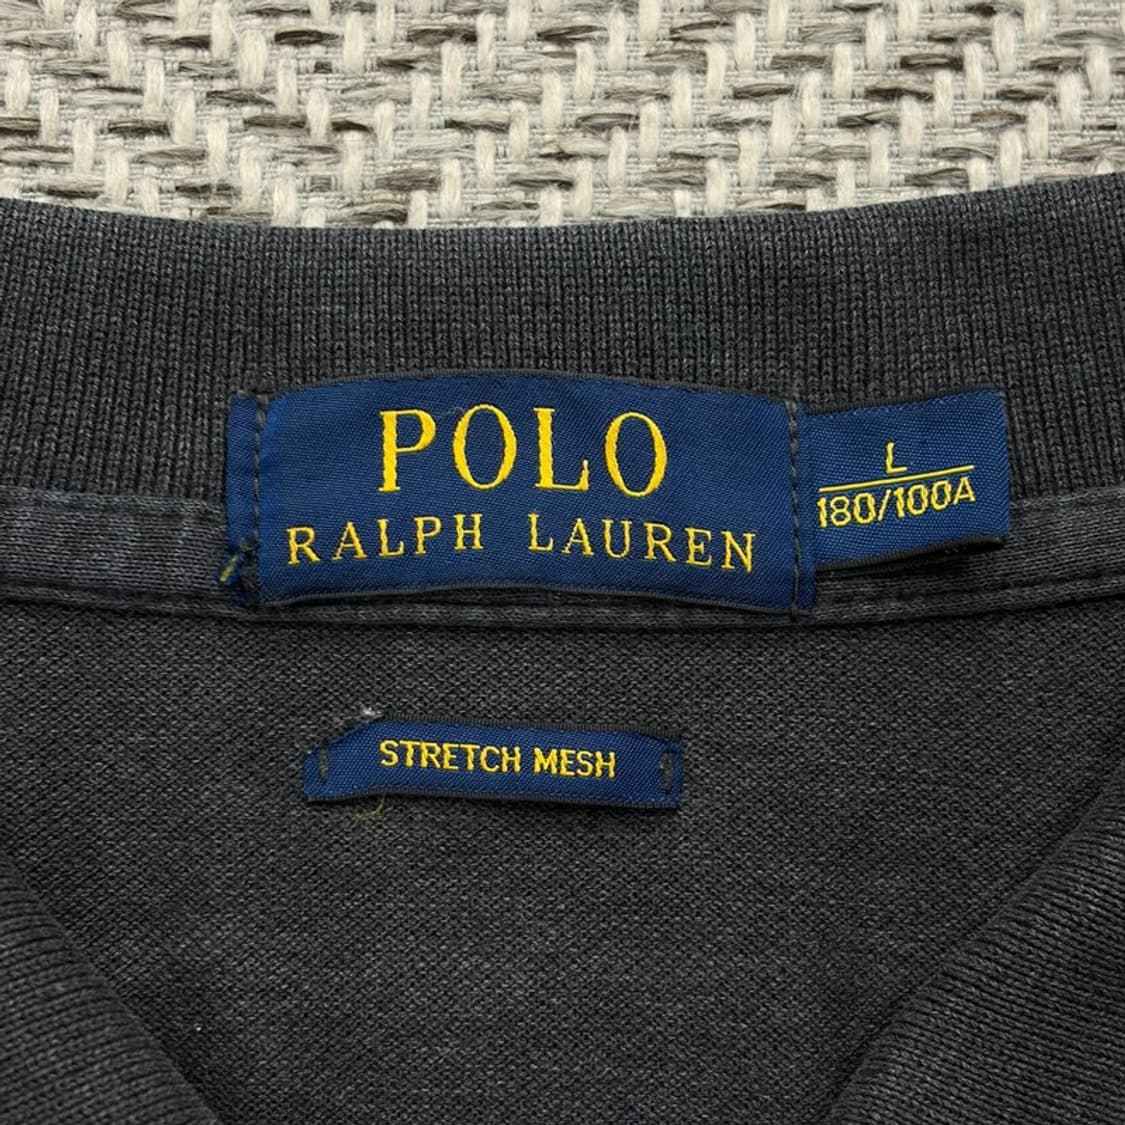 POLO
RALPH LAUREN
L
180/100A
STRETCH MESH